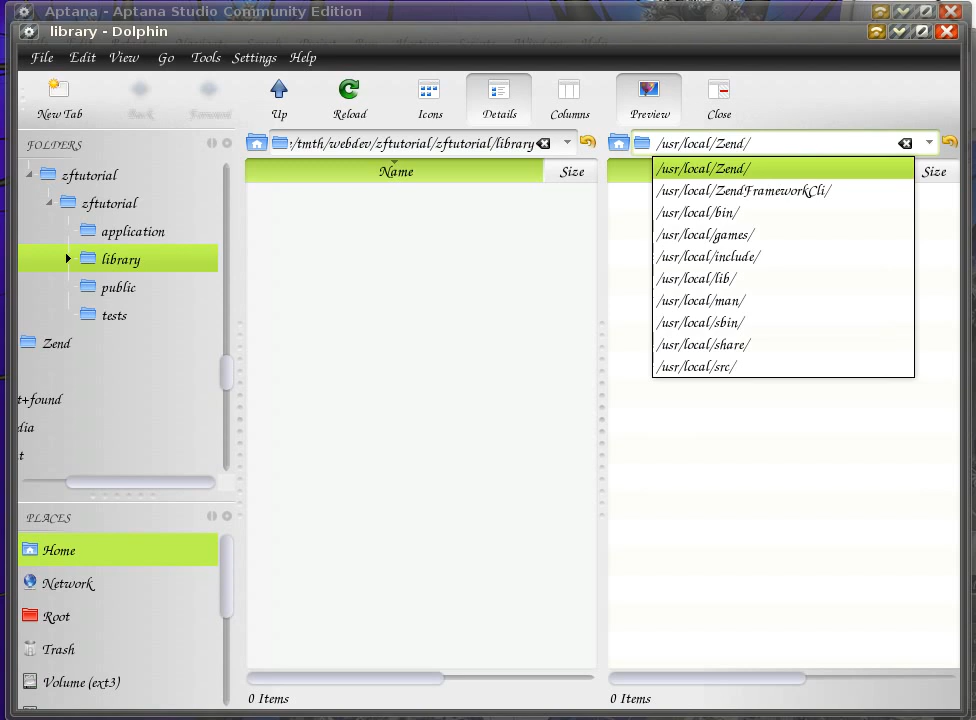 Aptana - Aptana Studio Community Edition
library - Dolphin
File Edit View Go Tools Settings Help
New Tab Back Forward Up Reload Icons Details Columns Preview Close
FOLDERS
:/tmth/webdev/zftutorial/zftutorial/library
/usr/local/Zend/
Name Size
Size
zftutorial
zftutorial
application
library
public
tests
Zend
t+found
dia
t
/usr/local/Zend/
/usr/local/ZendFrameworkCli/
/usr/local/bin/
/usr/local/games/
/usr/local/include/
/usr/local/lib/
/usr/local/man/
/usr/local/sbin/
/usr/local/share/
/usr/local/src/
PLACES
Home
Network
Root
Trash
Volume (ext3)
0 Items
0 Items